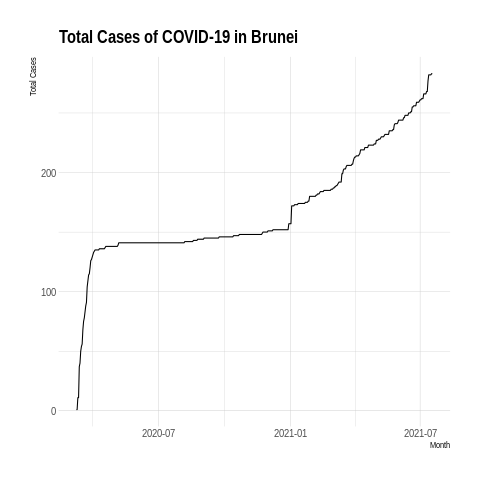 Total Cases of COVID-19 in Brunei
Total Cases
200
100
0
2020-07
2021-01
2021-07
Month